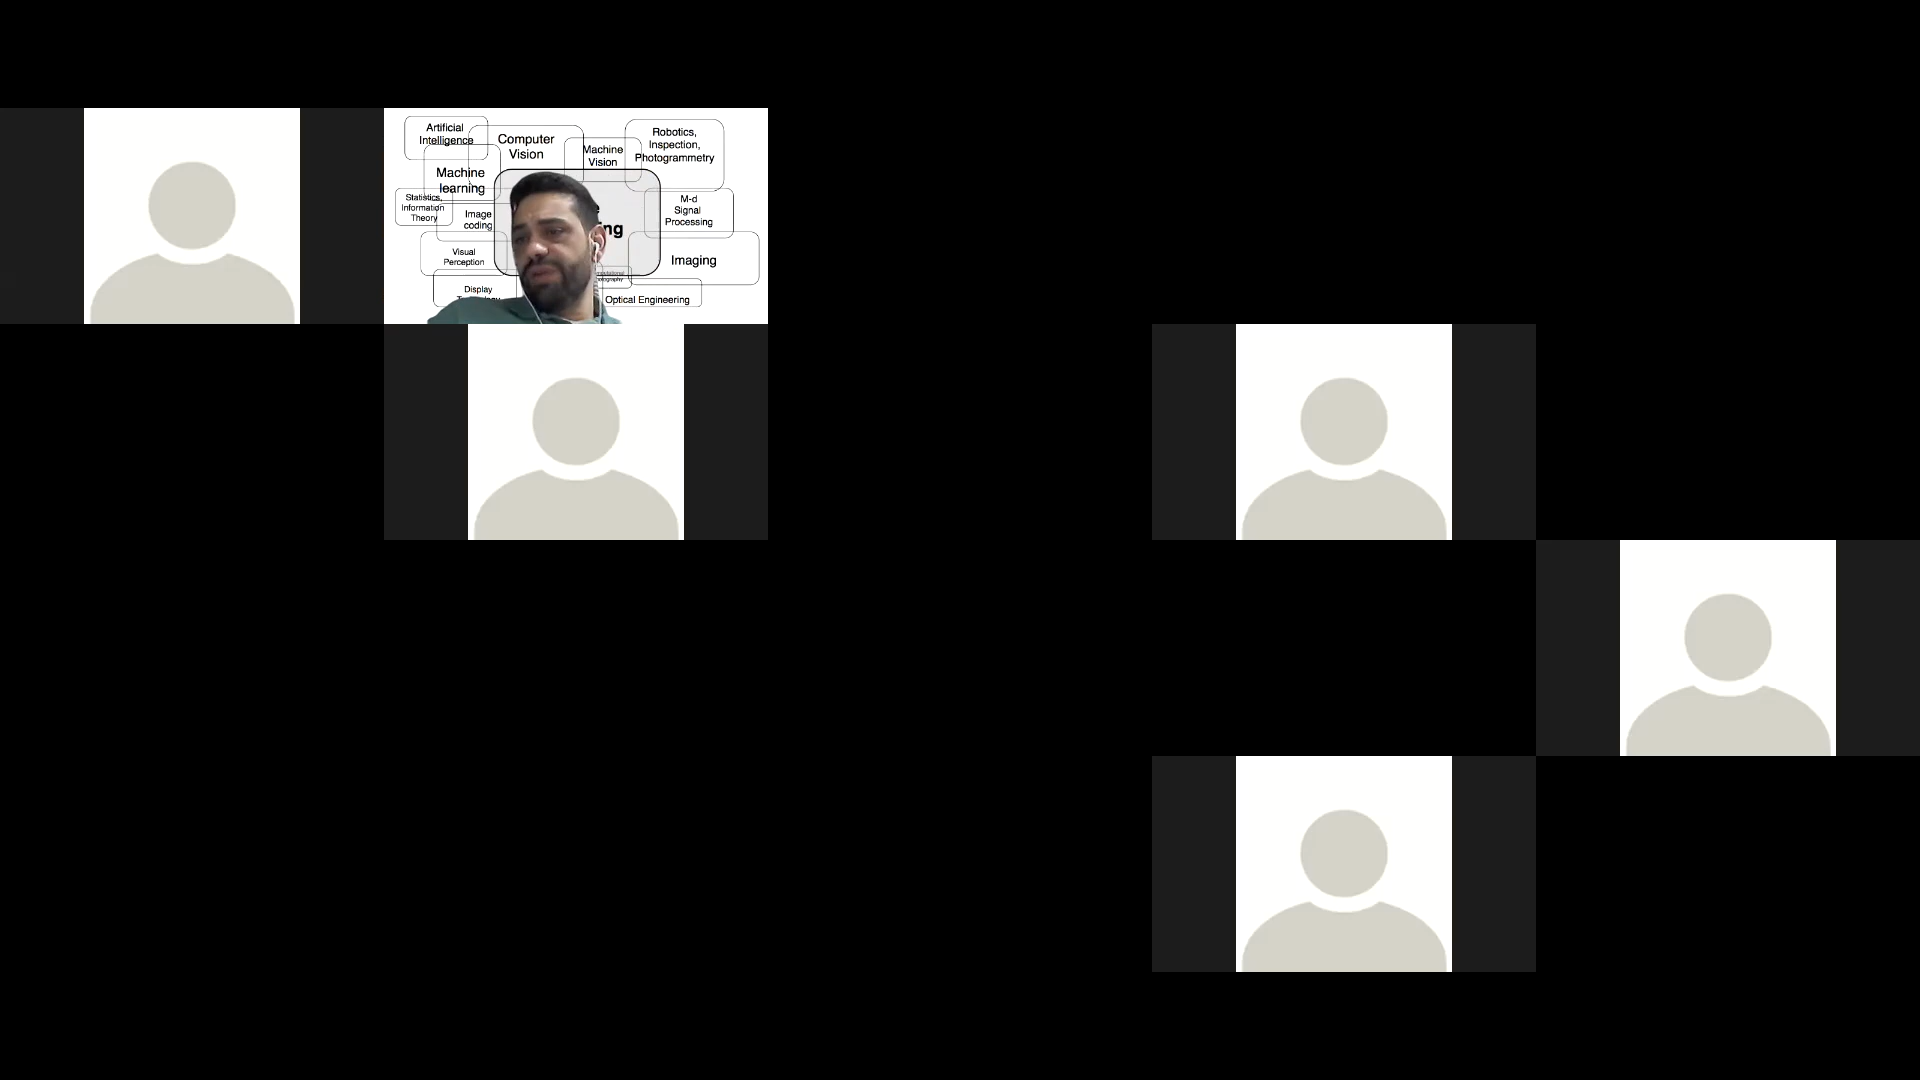 Artificial
Intelligence
Computer
Vision
Machine
Vision
Robotics,
Inspection,
Photogrammetry
Machine
learning
Statistics,
Information
Theory
Image
coding
M-d
Signal
Processing
Visual
Perception
Imaging
Display
Optical Engineering